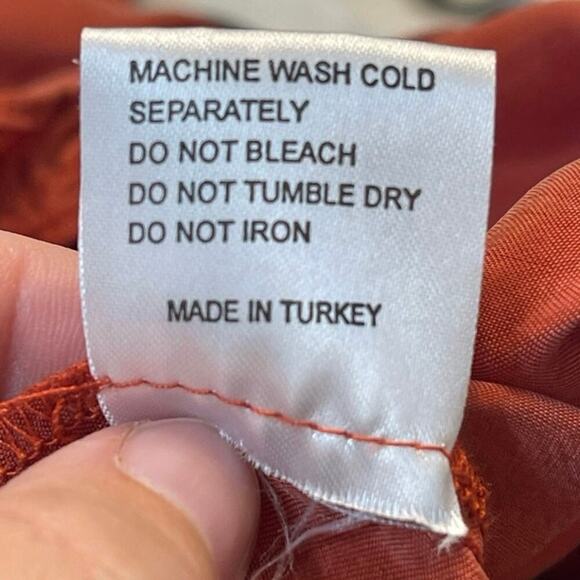 MACHINE WASH COLD
SEPARATELY
DO NOT BLEACH
DO NOT TUMBLE DRY
DO NOT IRON
MADE IN TURKEY